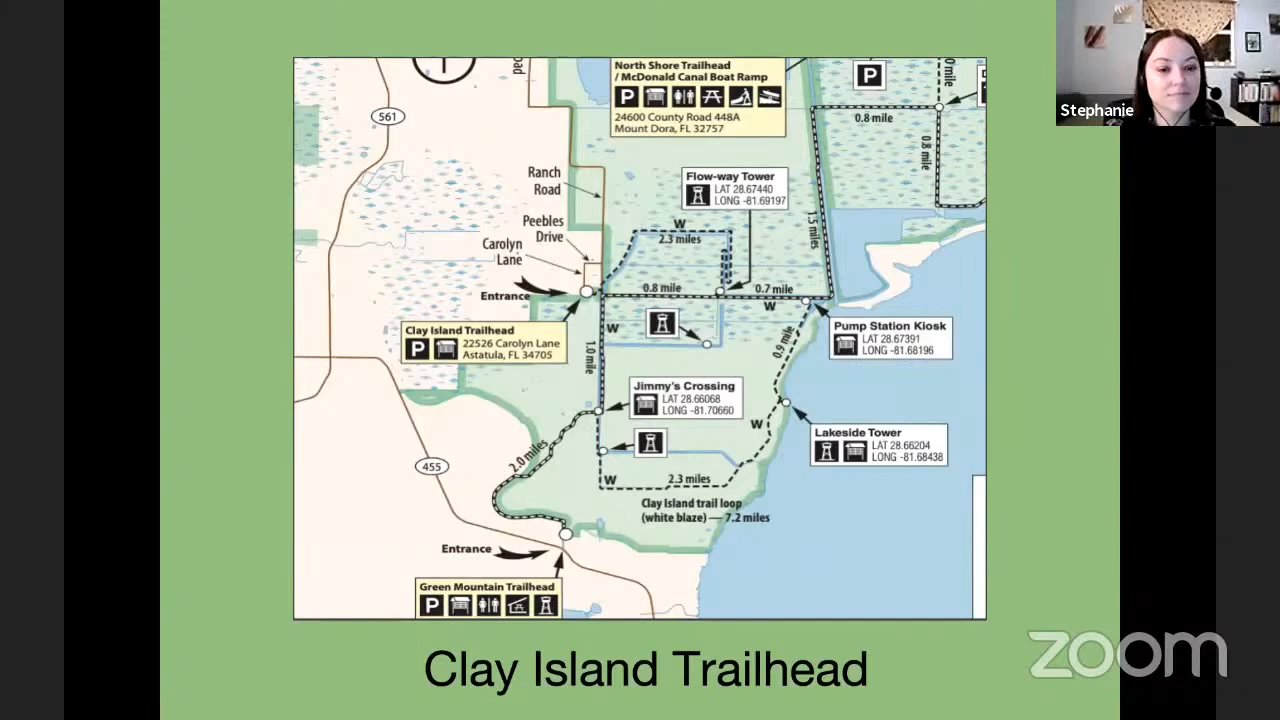 Stephanie
561
North Shore Trailhead
/ McDonald Canal Boat Ramp
P
24600 County Road 448A
Mount Dora, FL 32757
P
0.8 mile
0.8 mile
Ranch
Road
Flow-way Tower
LAT 28.67440
LONG -81.69197
1.5 miles
Peebles
Drive
W
2.3 miles
Carolyn
Lane
Entrance
0.8 mile
0.7 mile
W
Clay Island Trailhead
P
22526 Carolyn Lane
Astatula, FL 34705
W
1.0 mile
0.9 mile
Pump Station Kiosk
LAT 28.67391
LONG -81.68196
Jimmy's Crossing
LAT 28.66068
LONG -81.70660
W
Lakeside Tower
LAT 28.66204
LONG -81.68438
455
2.0 miles
W
2.3 miles
Clay Island trail loop
(white blaze) — 7.2 miles
Entrance
Green Mountain Trailhead
P
Clay Island Trailhead
zoom